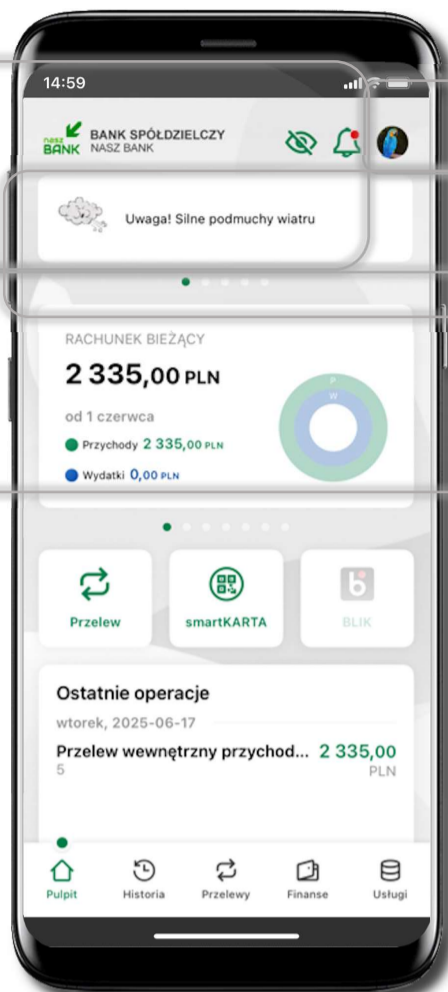 14:59
nasz
BANK
BANK SPÓŁDZIELCZY
NASZ BANK
Uwaga! Silne podmuchy wiatru
RACHUNEK BIEŻĄCY
2 335,00 PLN
od 1 czerwca
Przychody 2 335,00 PLN
Wydatki 0,00 PLN
P
W
Przelew
smartKARTA
BLIK
Ostatnie operacje
wtorek, 2025-06-17
Przelew wewnętrzny przychod... 2 335,00
5 PLN
Pulpit
Historia
Przelewy
Finanse
Usługi